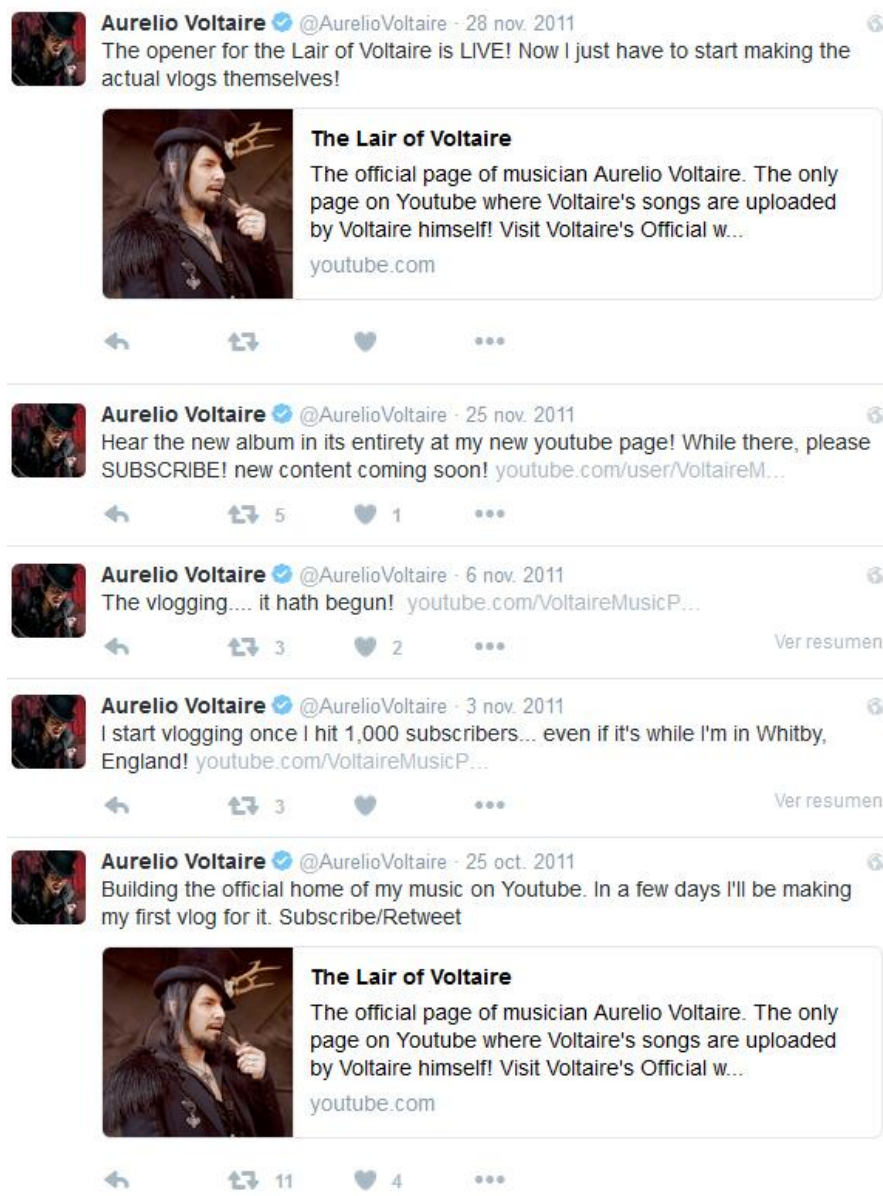 Aurelio Voltaire @AurelioVoltaire · 28 nov. 2011
The opener for the Lair of Voltaire is LIVE! Now I just have to start making the
actual vlogs themselves!
The Lair of Voltaire
The official page of musician Aurelio Voltaire. The only
page on Youtube where Voltaire's songs are uploaded
by Voltaire himself! Visit Voltaire's Official w...
youtube.com
Aurelio Voltaire @AurelioVoltaire · 25 nov. 2011
Hear the new album in its entirety at my new youtube page! While there, please
SUBSCRIBE! new content coming soon! youtube.com/user/VoltaireM...
5 1
Aurelio Voltaire @AurelioVoltaire · 6 nov. 2011
The vlogging.... it hath begun! youtube.com/VoltaireMusicP...
3 2 Ver resumen
Aurelio Voltaire @AurelioVoltaire · 3 nov. 2011
I start vlogging once I hit 1,000 subscribers... even if it's while I'm in Whitby,
England! youtube.com/VoltaireMusicP...
3 Ver resumen
Aurelio Voltaire @AurelioVoltaire · 25 oct. 2011
Building the official home of my music on Youtube. In a few days I'll be making
my first vlog for it. Subscribe/Retweet
The Lair of Voltaire
The official page of musician Aurelio Voltaire. The only
page on Youtube where Voltaire's songs are uploaded
by Voltaire himself! Visit Voltaire's Official w...
youtube.com
11 4